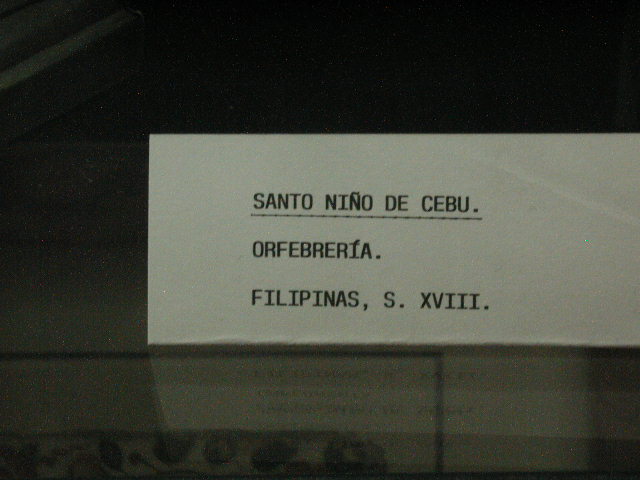 SANTO NIÑO DE CEBU.
ORFEBRERÍA.
FILIPINAS, S. XVIII.